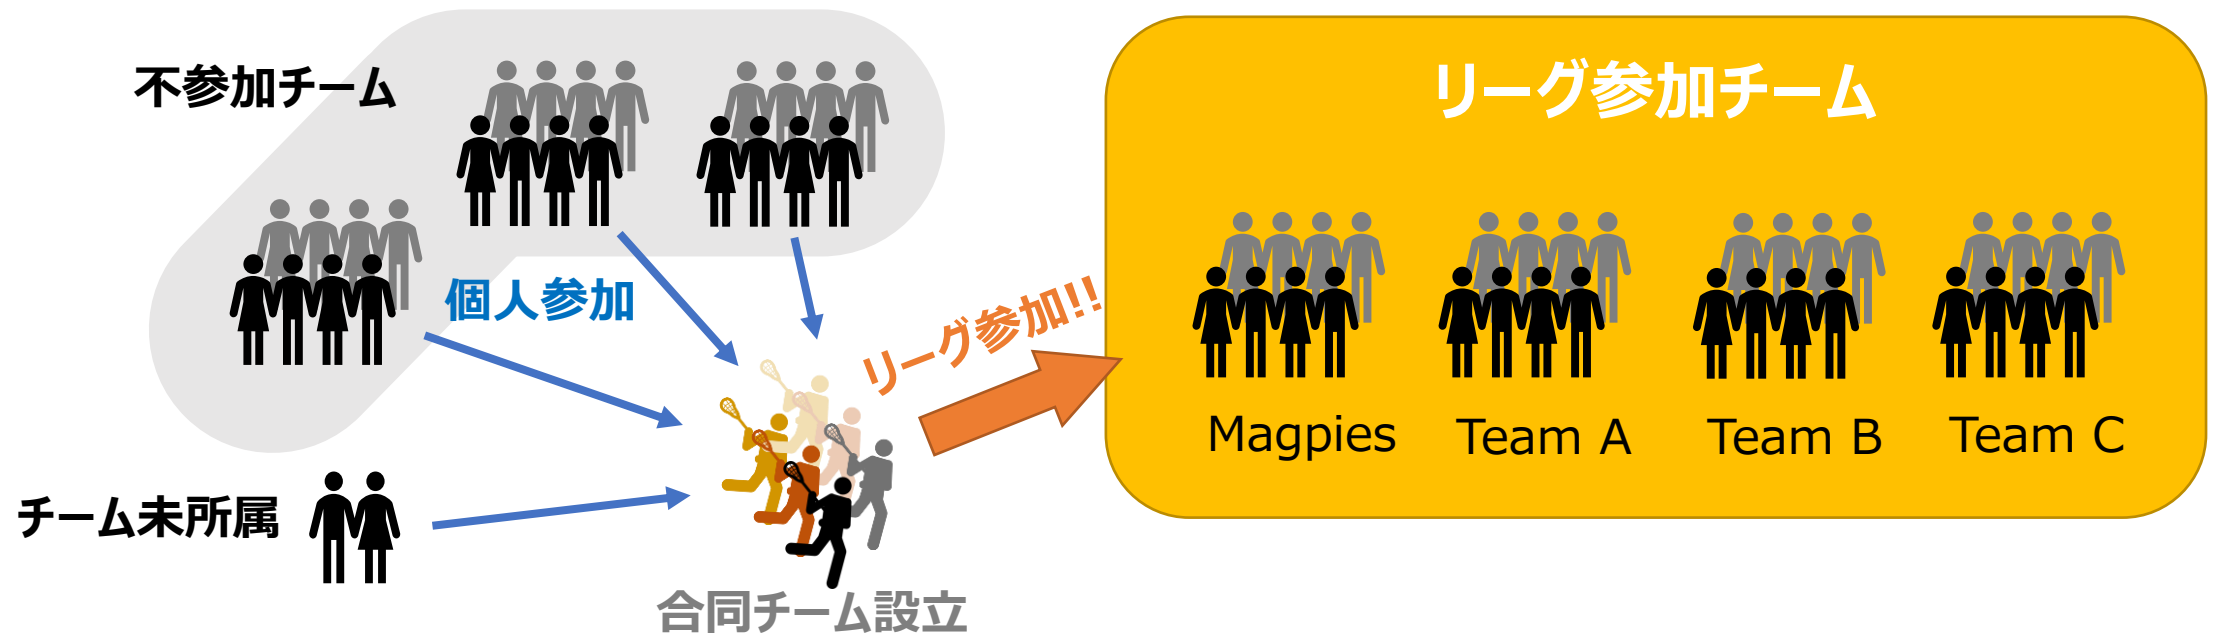 不参加チーム
リーグ参加チーム
個人参加
リーグ参加!!
Magpies
Team A
Team B
Team C
チーム未所属
合同チーム設立